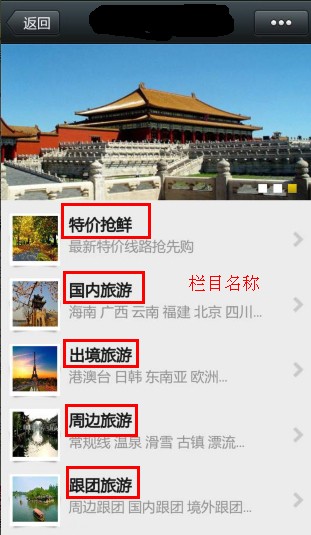 返回
特价抢鲜
最新特价线路抢先购
国内旅游
栏目名称
海南 广西 云南 福建 北京 四川...
出境旅游
港澳台 日韩 东南亚 欧洲...
周边旅游
常规线 温泉 滑雪 古镇 漂流...
跟团旅游
周边跟团 国内跟团 境外跟团...